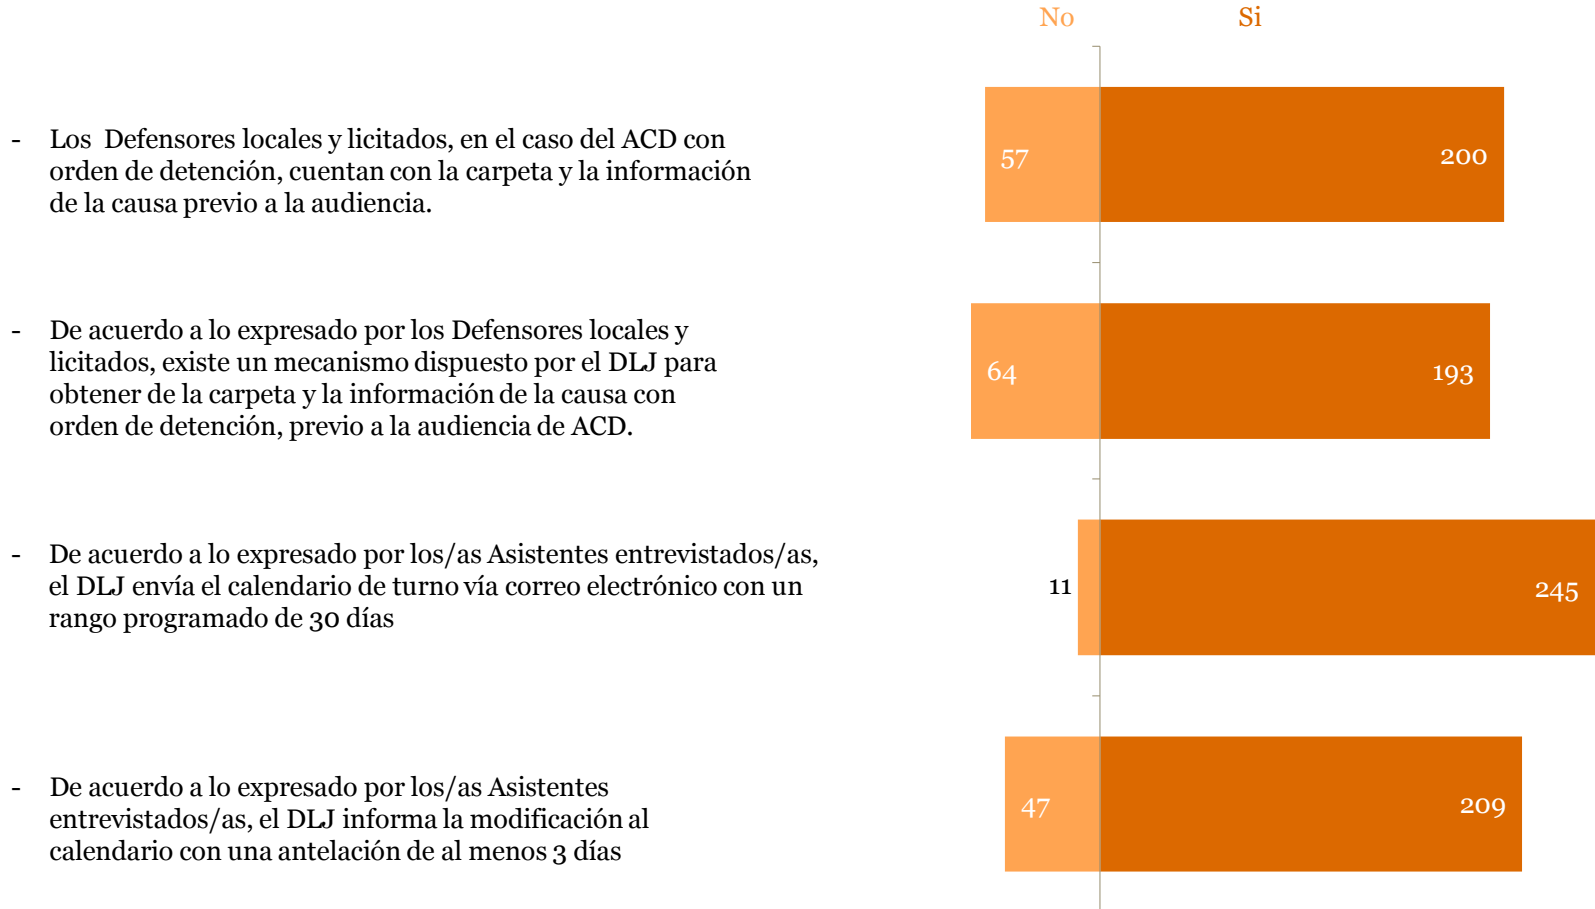 No Si
- Los Defensores locales y licitados, en el caso del ACD con
orden de detención, cuentan con la carpeta y la información
de la causa previo a la audiencia.
57 200
- De acuerdo a lo expresado por los Defensores locales y
licitados, existe un mecanismo dispuesto por el DLJ para
obtener de la carpeta y la información de la causa con
orden de detención, previo a la audiencia de ACD.
64 193
- De acuerdo a lo expresado por los/as Asistentes entrevistados/as,
el DLJ envía el calendario de turno vía correo electrónico con un
rango programado de 30 días
11 245
- De acuerdo a lo expresado por los/as Asistentes
entrevistados/as, el DLJ informa la modificación al
calendario con una antelación de al menos 3 días
47 209